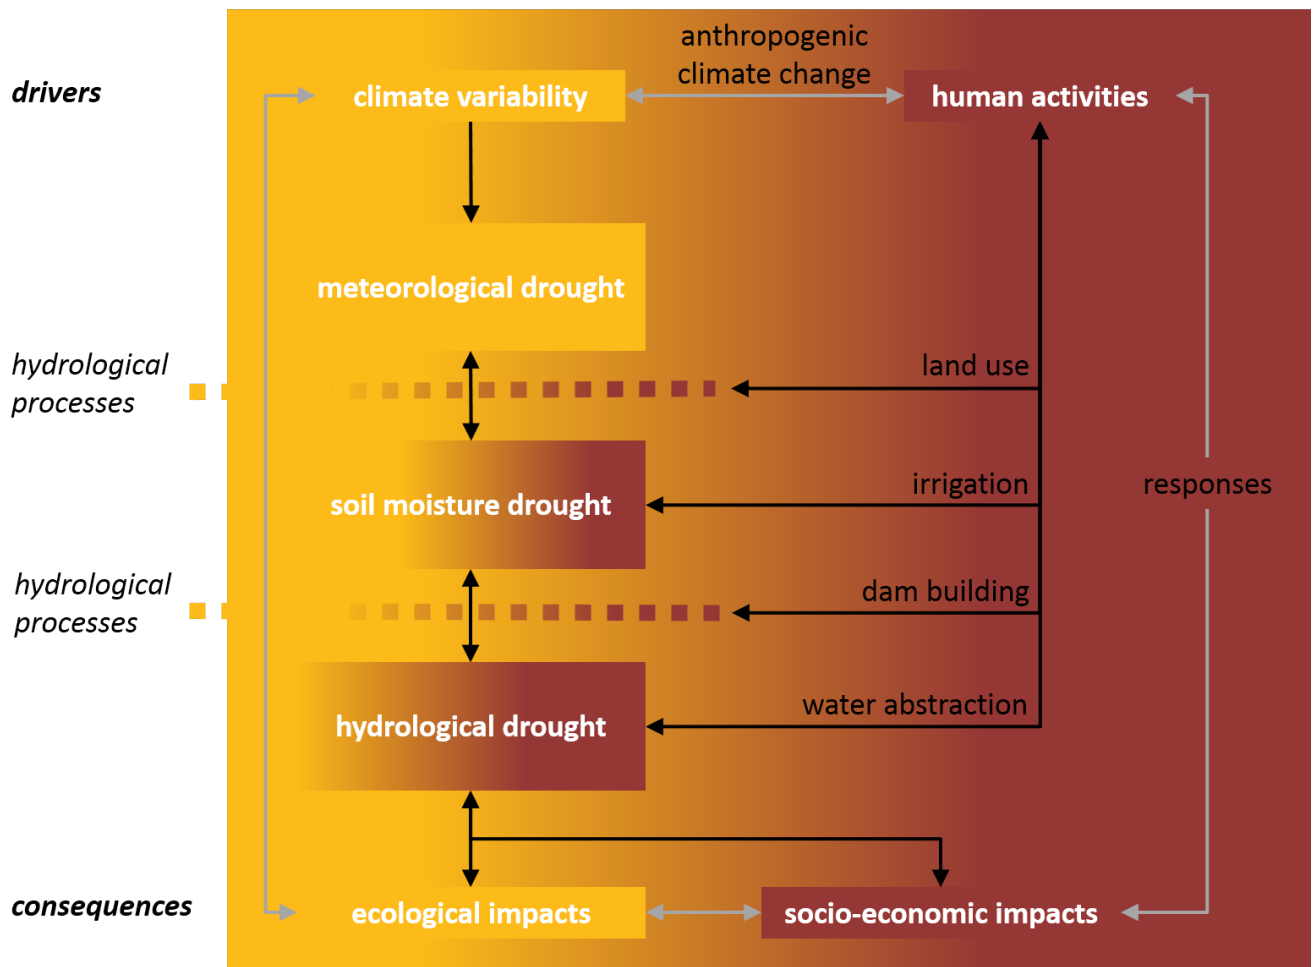 anthropogenic
climate change
drivers
climate variability
human activities
meteorological drought
hydrological
processes
land use
soil moisture drought
irrigation
responses
hydrological
processes
dam building
hydrological drought
water abstraction
consequences
ecological impacts
socio-economic impacts